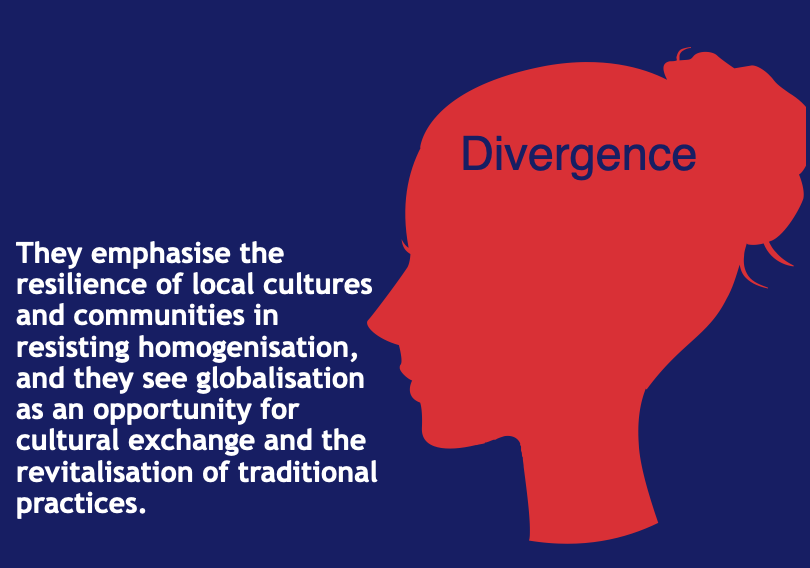 Divergence
They emphasise the
resilience of local cultures
and communities in
resisting homogenisation,
and they see globalisation
as an opportunity for
cultural exchange and the
revitalisation of traditional
practices.